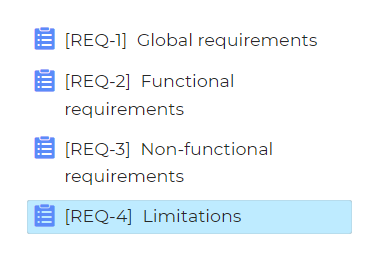 [REQ-1] Global requirements
[REQ-2] Functional
requirements
[REQ-3] Non-functional
requirements
[REQ-4] Limitations